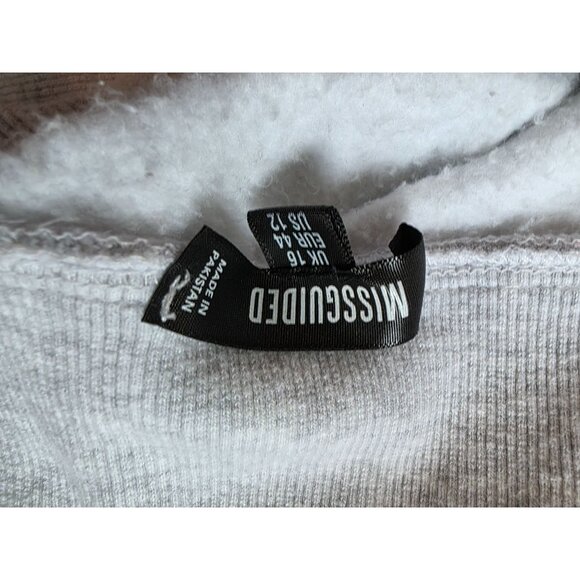 MISSGUIDED
UK 16
EUR 44
US 12
MADE IN
PAKISTAN